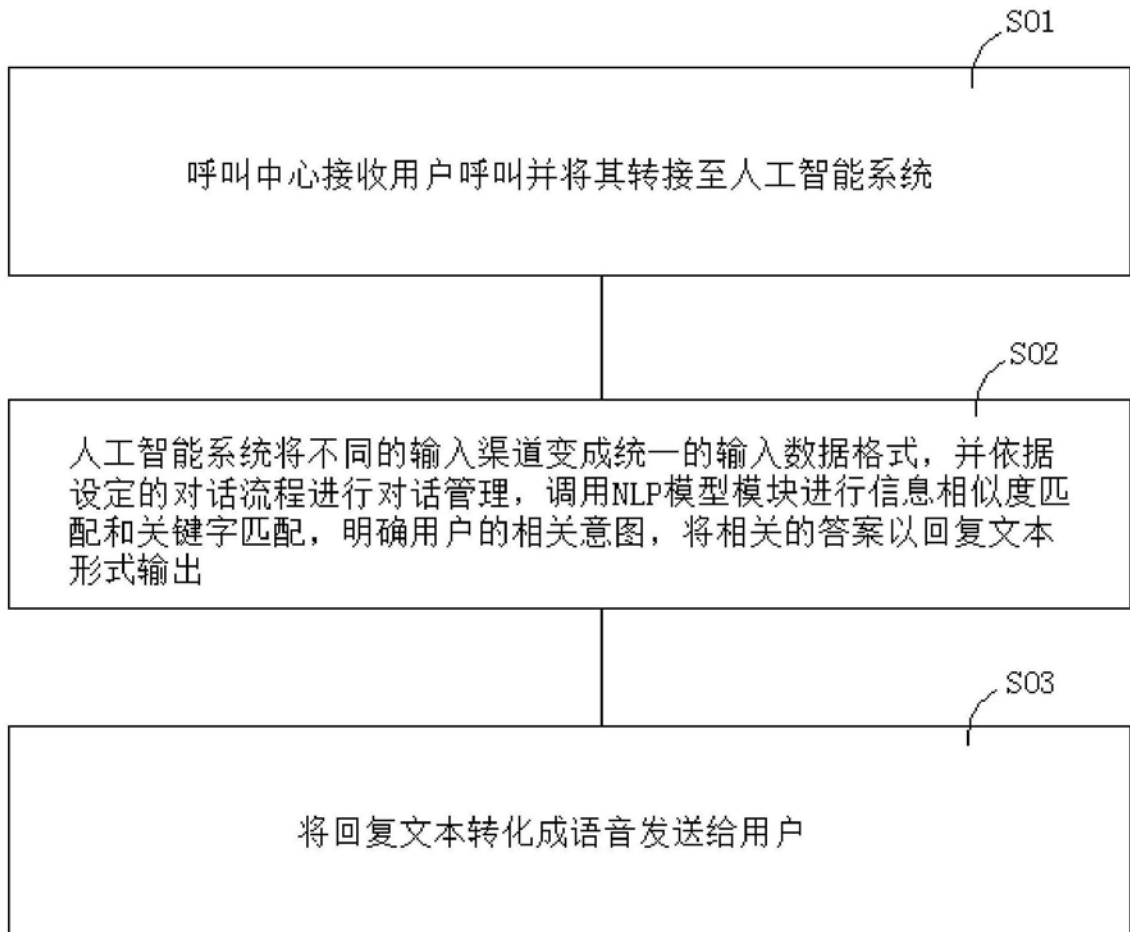 S01
呼叫中心接收用户呼叫并将其转接至人工智能系统
S02
人工智能系统将不同的输入渠道变成统一的输入数据格式，并依据
设定的对话流程进行对话管理，调用NLP模型模块进行信息相似度匹
配和关键字匹配，明确用户的相关意图，将相关的答案以回复文本
形式输出
S03
将回复文本转化成语音发送给用户